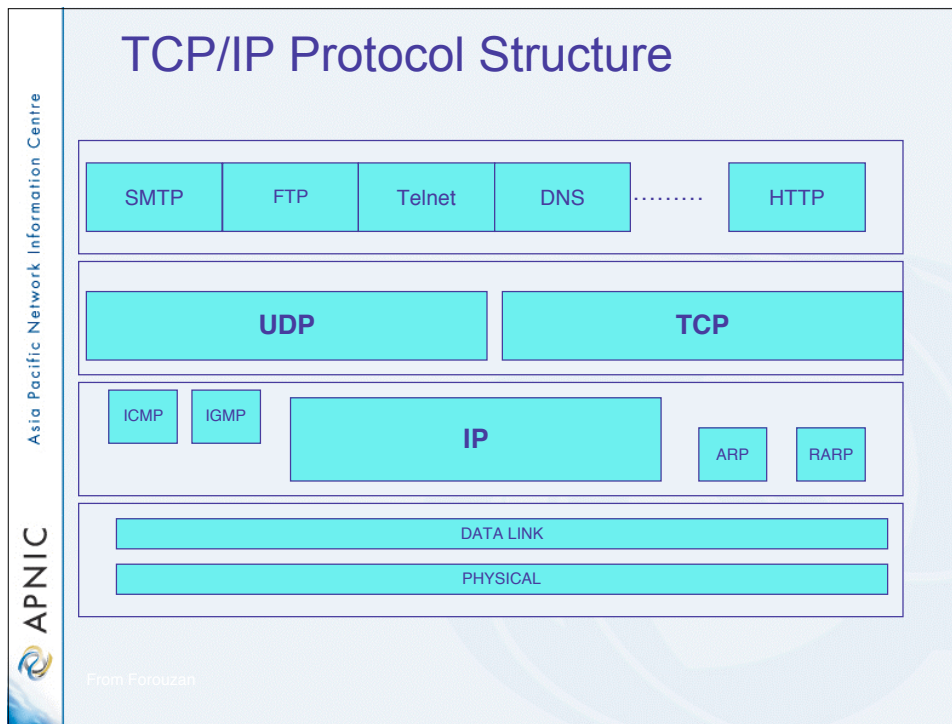 TCP/IP Protocol Structure
SMTP FTP Telnet DNS ......... HTTP
UDP TCP
ICMP IGMP IP ARP RARP
DATA LINK
PHYSICAL
From Forouzan
Asia Pacific Network Information Centre
APNIC